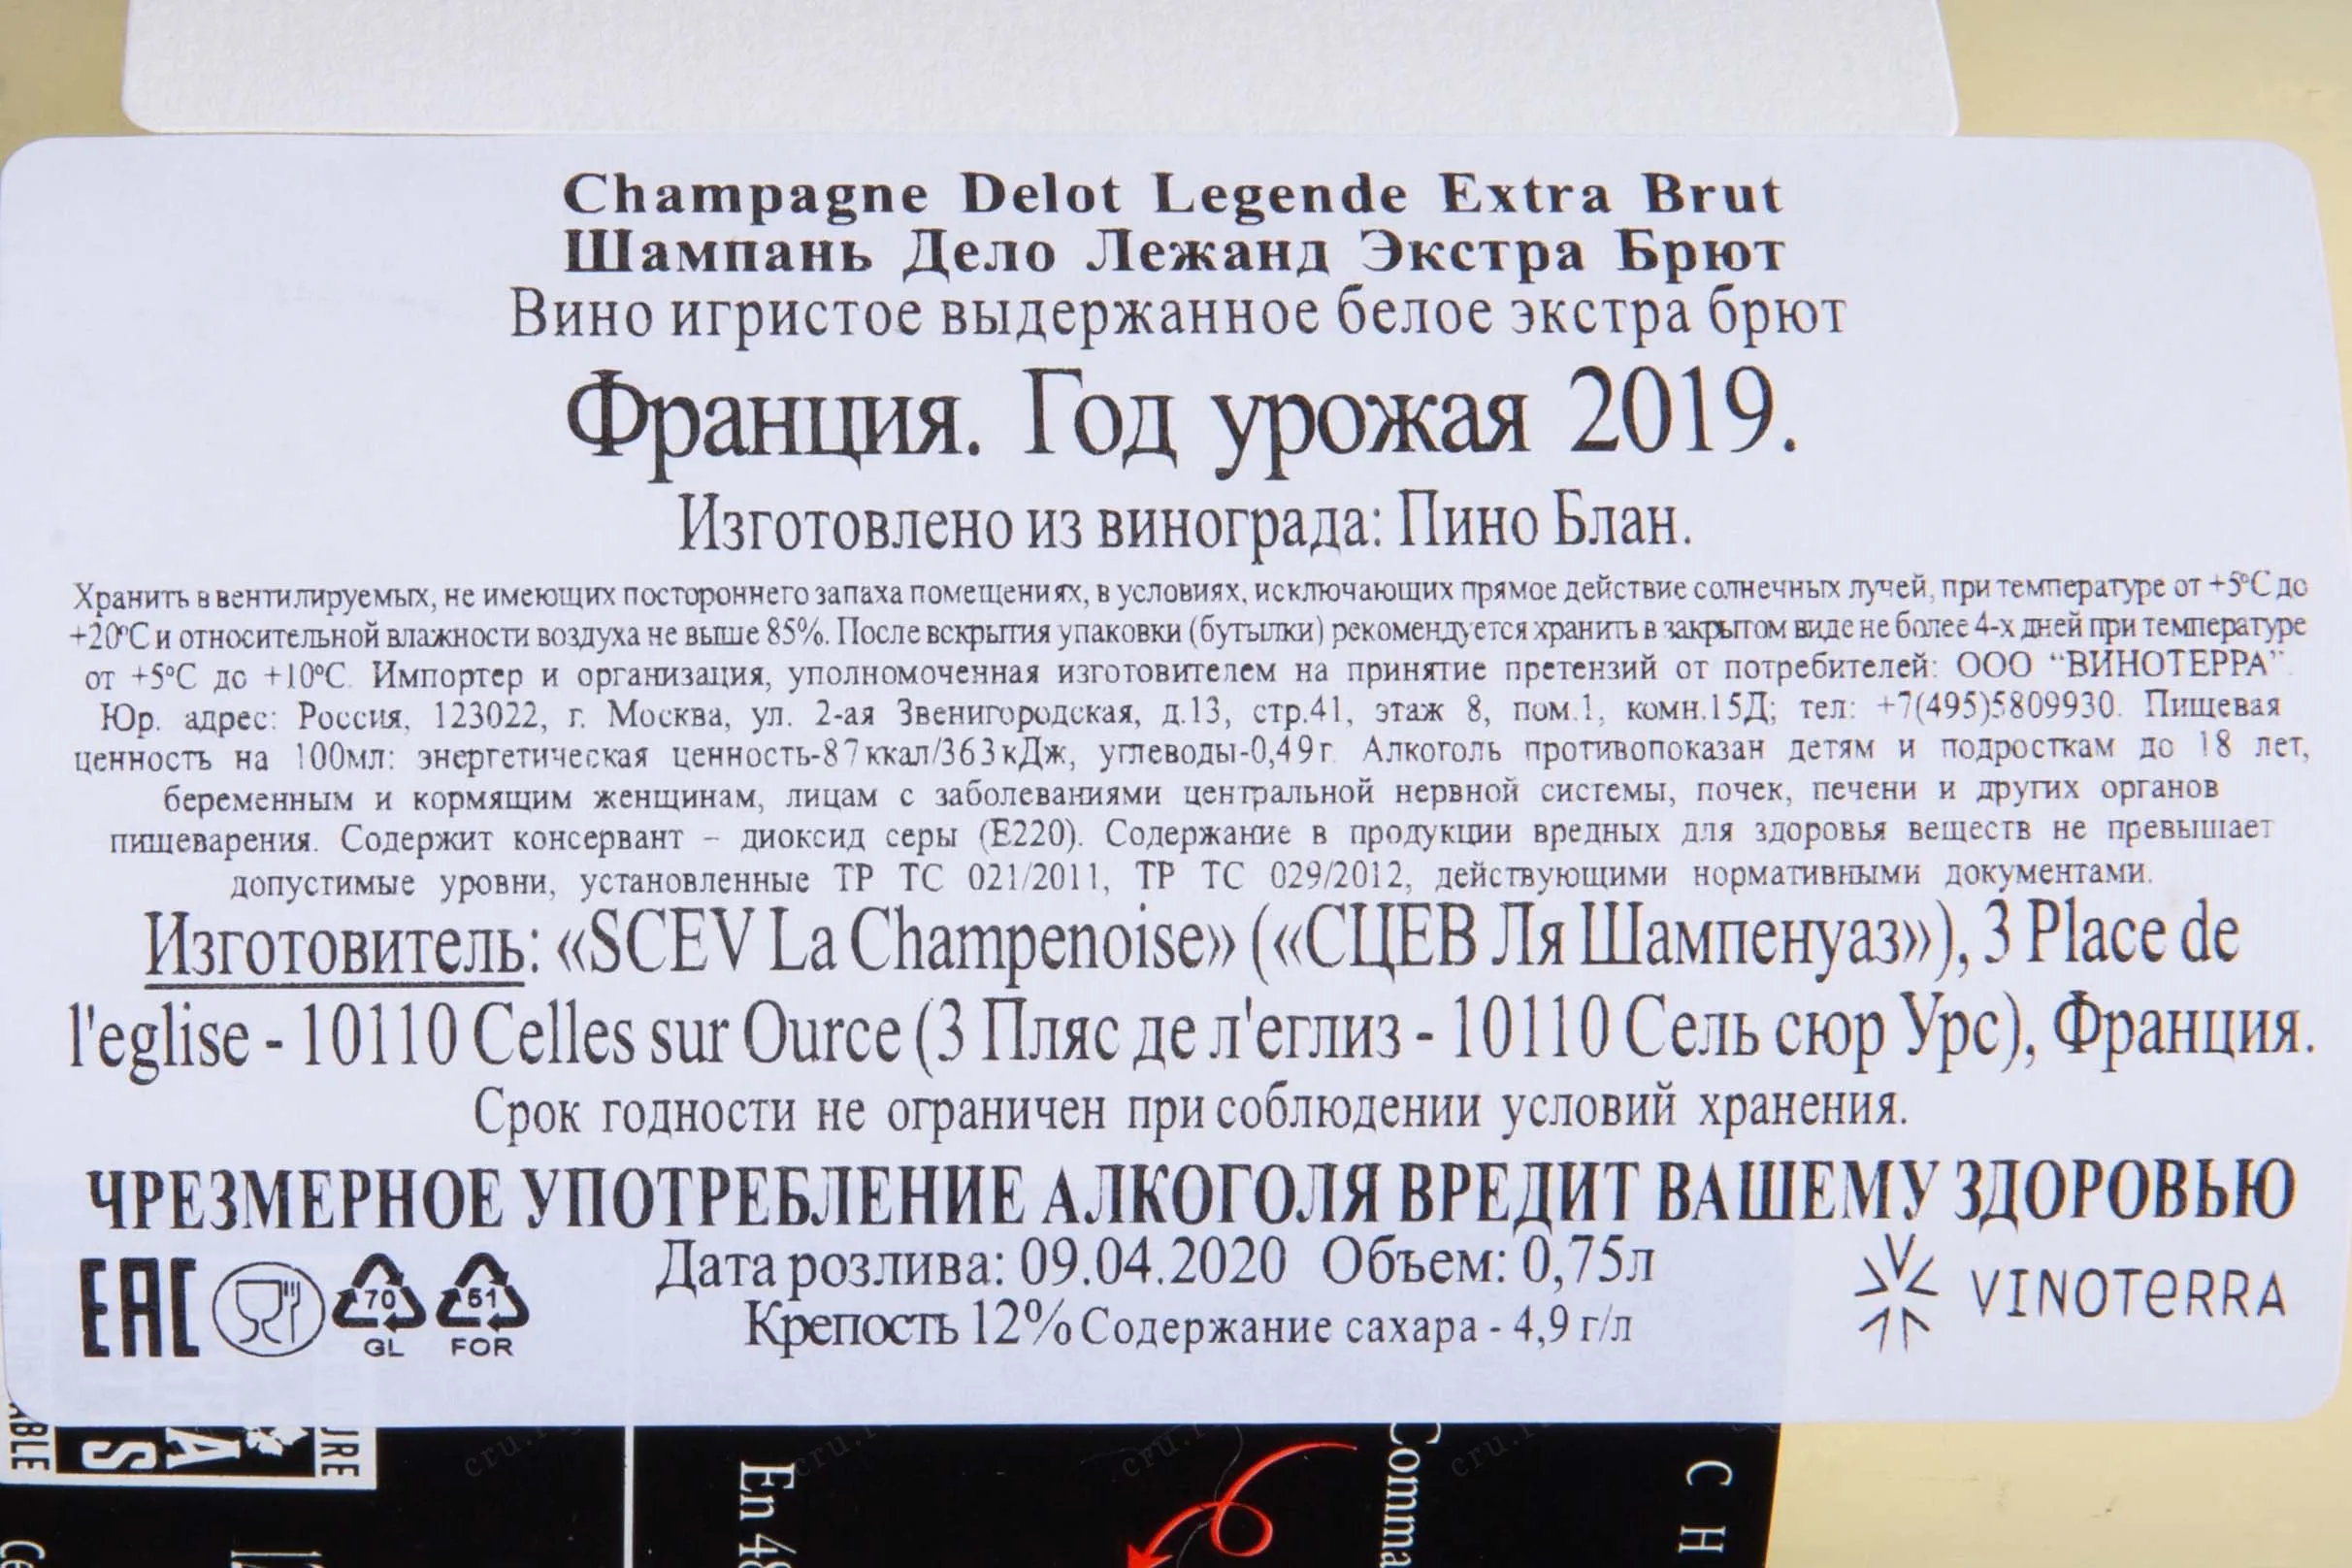 Champagne Delot Legende Extra Brut
Шампань Дело Лежанд Экстра Брют
Вино игристое выдержанное белое экстра брют
Франция. Год урожая 2019.
Изготовлено из винограда: Пино Блан.
Хранить в вентилируемых, не имеющих постороннего запаха помещениях, в условиях, исключающих прямое действие солнечных лучей, при температуре от +5°С до
+20°С и относительной влажности воздуха не выше 85%. После вскрытия упаковки (бутылки) рекомендуется хранить в закрытом виде не более 4-х дней при температуре
от +5°С до +10°С. Импортер и организация, уполномоченная изготовителем на принятие претензий от потребителей: ООО “ВИНОТЕРРА”.
Юр. адрес: Россия, 123022, г. Москва, ул. 2-ая Звенигородская, д.13, стр.41, этаж 8, пом.1, комн.15Д; тел: +7(495)5809930. Пищевая
ценность на 100мл: энергетическая ценность-87ккал/363кДж, углеводы-0,49г. Алкоголь противопоказан детям и подросткам до 18 лет,
беременным и кормящим женщинам, лицам с заболеваниями центральной нервной системы, почек, печени и других органов
пищеварения. Содержит консервант – диоксид серы (Е220). Содержание в продукции вредных для здоровья веществ не превышает
допустимые уровни, установленные ТР ТС 021/2011, ТР ТС 029/2012, действующими нормативными документами.
Изготовитель: «SCEV La Champenoise» («СЦЕВ Ля Шампенуаз»), 3 Place de
l'eglise - 10110 Celles sur Ource (3 Пляс де л'еглиз - 10110 Сель сюр Урс), Франция.
Срок годности не ограничен при соблюдении условий хранения.
ЧРЕЗМЕРНОЕ УПОТРЕБЛЕНИЕ АЛКОГОЛЯ ВРЕДИТ ВАШЕМУ ЗДОРОВЬЮ
Дата розлива: 09.04.2020 Объем: 0,75л
Крепость 12% Содержание сахара - 4,9 г/л
EAC
70
GL
51
FOR
VINOTERRA
En
C H